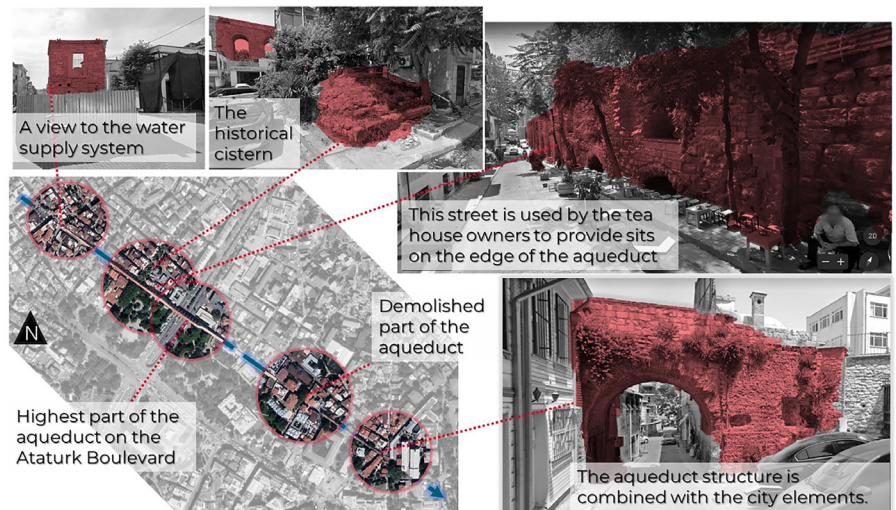 A view to the water
supply system
The
historical
cistern
This street is used by the tea
house owners to provide sits
on the edge of the aqueduct
2D
− +
N
Demolished
part of the
aqueduct
Highest part of the
aqueduct on the
Ataturk Boulevard
The aqueduct structure is
combined with the city elements.